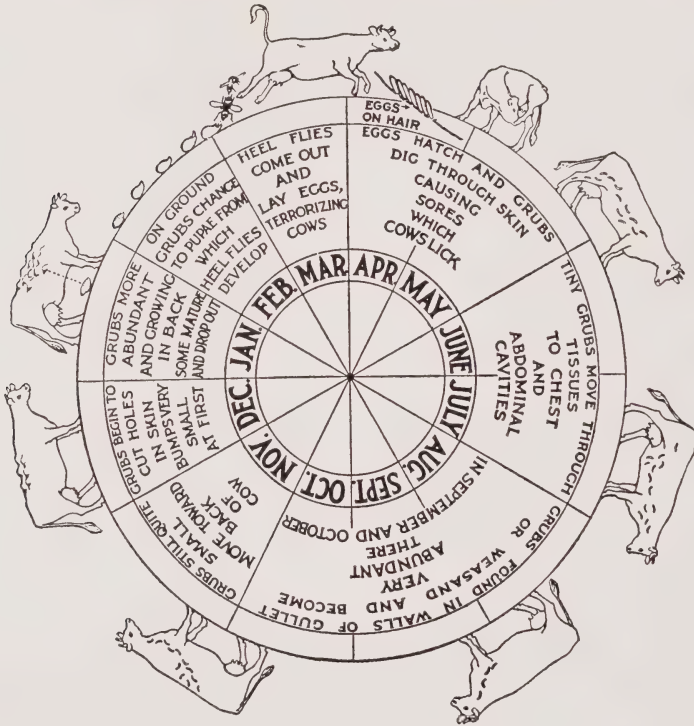 EGGS→
ON HAIR
EGGS HATCH AND GRUBS
DIG THROUGH SKIN
CAUSING
SORES
WHICH
COWS LICK
TINY GRUBS MOVE THROUGH
TISSUES
TO CHEST
AND
ABDOMINAL
CAVITIES
GRUBS FOUND IN WALLS OF GULLET
OR WEASAND AND BECOME
VERY
ABUNDANT
THERE
IN SEPTEMBER AND OCTOBER
GRUBS STILL QUITE
SMALL
MOVE TOWARD
BACK
OF
COW
GRUBS BEGIN TO
CUT HOLES
IN SKIN
BUMPS VERY
SMALL
AT FIRST
GRUBS MORE
ABUNDANT
AND GROWING
IN BACK
SOME MATURE
AND DROP OUT
ON GROUND
GRUBS CHANGE
TO PUPAE FROM
WHICH
HEEL FLIES
DEVELOP
HEEL FLIES
COME OUT
AND
LAY EGGS,
TERRORIZING
COWS
JAN. FEB. MAR. APR. MAY JUNE JULY AUG. SEPT. OCT. NOV. DEC.